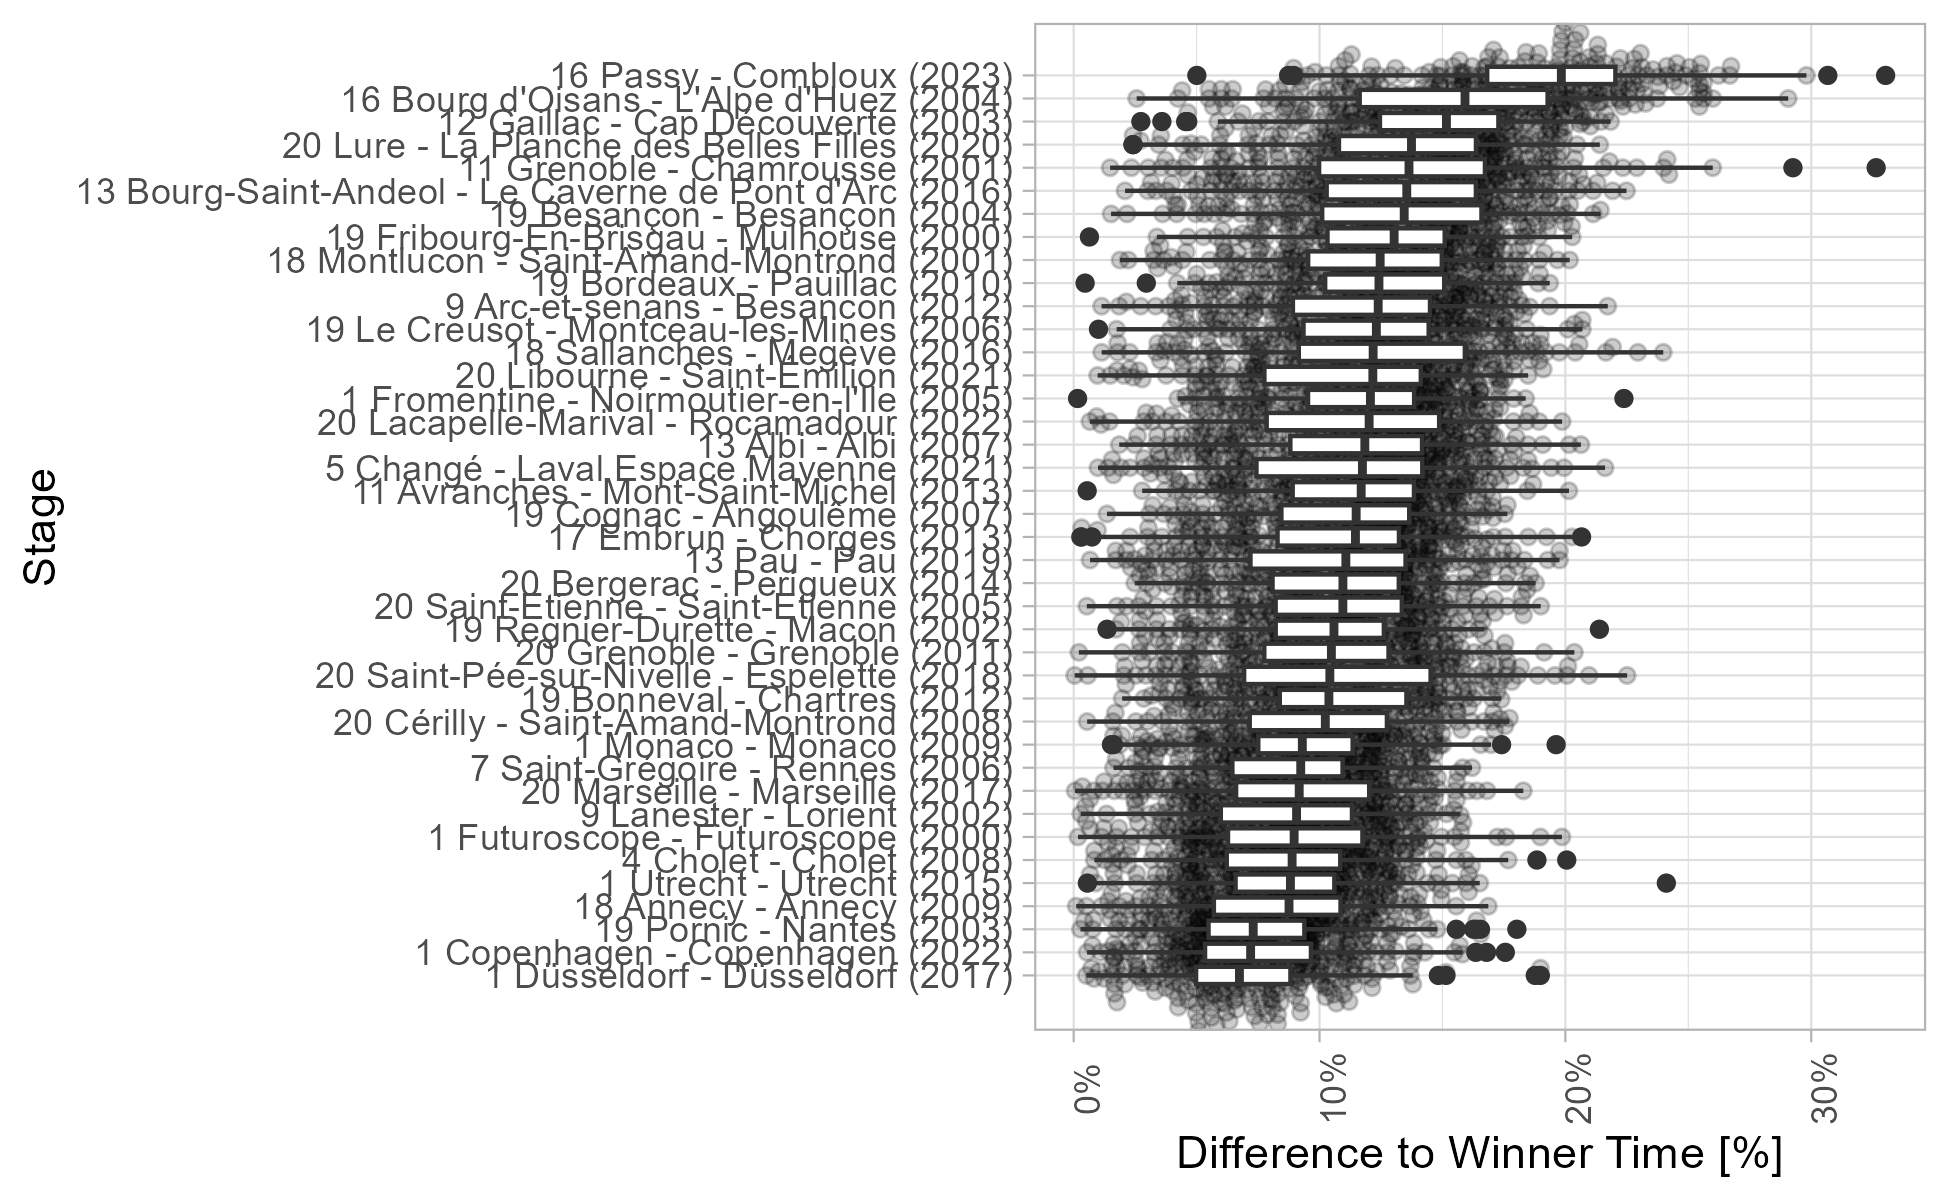 16 Passy - Combloux (2023)
16 Bourg d'Oisans - L'Alpe d'Huez (2004)
12 Gaillac - Cap Découverte (2003)
20 Lure - La Planche des Belles Filles (2020)
11 Grenoble - Chamrousse (2001)
13 Bourg-Saint-Andeol - Le Caverne de Pont d'Arc (2016)
19 Besançon - Besançon (2004)
19 Fribourg-En-Brisgau - Mulhouse (2000)
18 Montlucon - Saint-Amand-Montrond (2001)
19 Bordeaux - Pauillac (2010)
9 Arc-et-senans - Besancon (2012)
19 Le Creusot - Montceau-les-Mines (2006)
18 Sallanches - Megève (2016)
20 Libourne - Saint-Emilion (2021)
1 Fromentine - Noirmoutier-en-l'Ile (2005)
20 Lacapelle-Marival - Rocamadour (2022)
13 Albi - Albi (2007)
5 Changé - Laval Espace Mayenne (2021)
11 Avranches - Mont-Saint-Michel (2013)
19 Cognac - Angoulême (2007)
17 Embrun - Chorges (2013)
13 Pau - Pau (2019)
20 Bergerac - Perigueux (2014)
20 Saint-Etienne - Saint-Etienne (2005)
19 Regnier-Durette - Macon (2002)
20 Grenoble - Grenoble (2011)
20 Saint-Pée-sur-Nivelle - Espelette (2018)
19 Bonneval - Chartres (2012)
20 Cérilly - Saint-Amand-Montrond (2008)
1 Monaco - Monaco (2009)
7 Saint-Grégoire - Rennes (2006)
20 Marseille - Marseille (2017)
9 Lanester - Lorient (2002)
1 Futuroscope - Futuroscope (2000)
4 Cholet - Cholet (2008)
1 Utrecht - Utrecht (2015)
18 Annecy - Annecy (2009)
19 Pornic - Nantes (2003)
1 Copenhagen - Copenhagen (2022)
1 Düsseldorf - Düsseldorf (2017)
Stage
0%
10%
20%
30%
Difference to Winner Time [%]